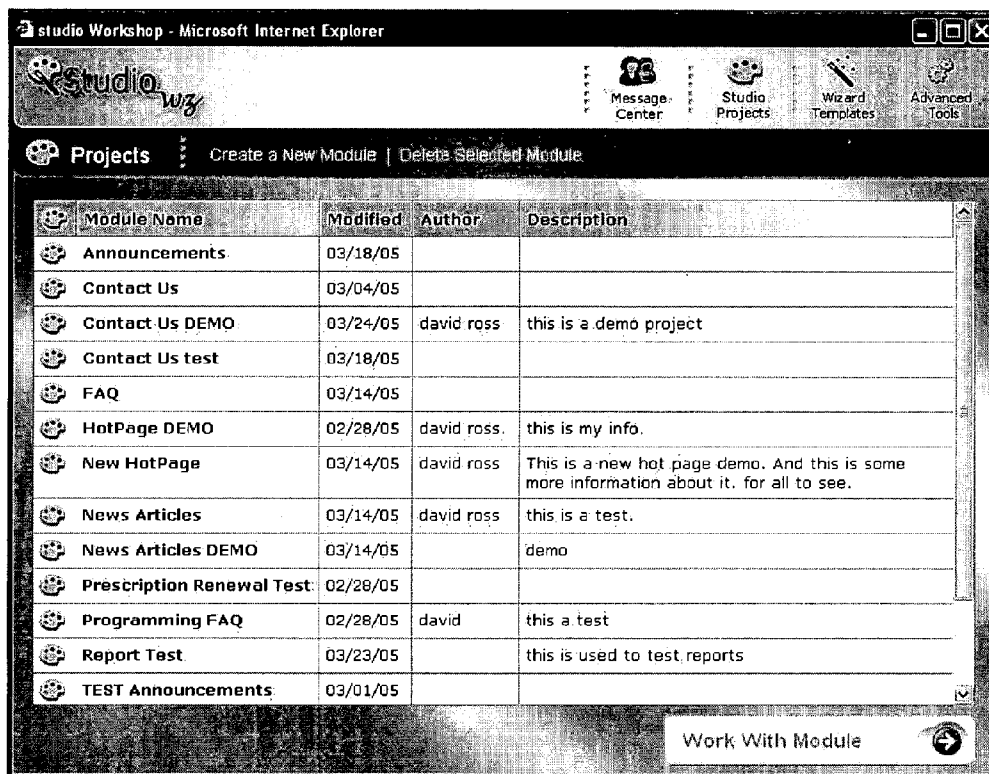 studio Workshop - Microsoft Internet Explorer
Studio wz
Message Center
Studio Projects
Wizard Templates
Advanced Tools
Projects
Create a New Module | Delete Selected Module
Module Name Modified Author Description
Announcements 03/18/05
Contact Us 03/04/05
Contact Us DEMO 03/24/05 david ross this is a demo project
Contact Us test 03/18/05
FAQ 03/14/05
HotPage DEMO 02/28/05 david ross. this is my info.
New HotPage 03/14/05 david ross This is a new hot page demo. And this is some
more information about it. for all to see.
News Articles 03/14/05 david ross this is a test.
News Articles DEMO 03/14/05 demo
Prescription Renewal Test 02/28/05
Programming FAQ 02/28/05 david this a test
Report Test 03/23/05 this is used to test reports
TEST Announcements 03/01/05
Work With Module